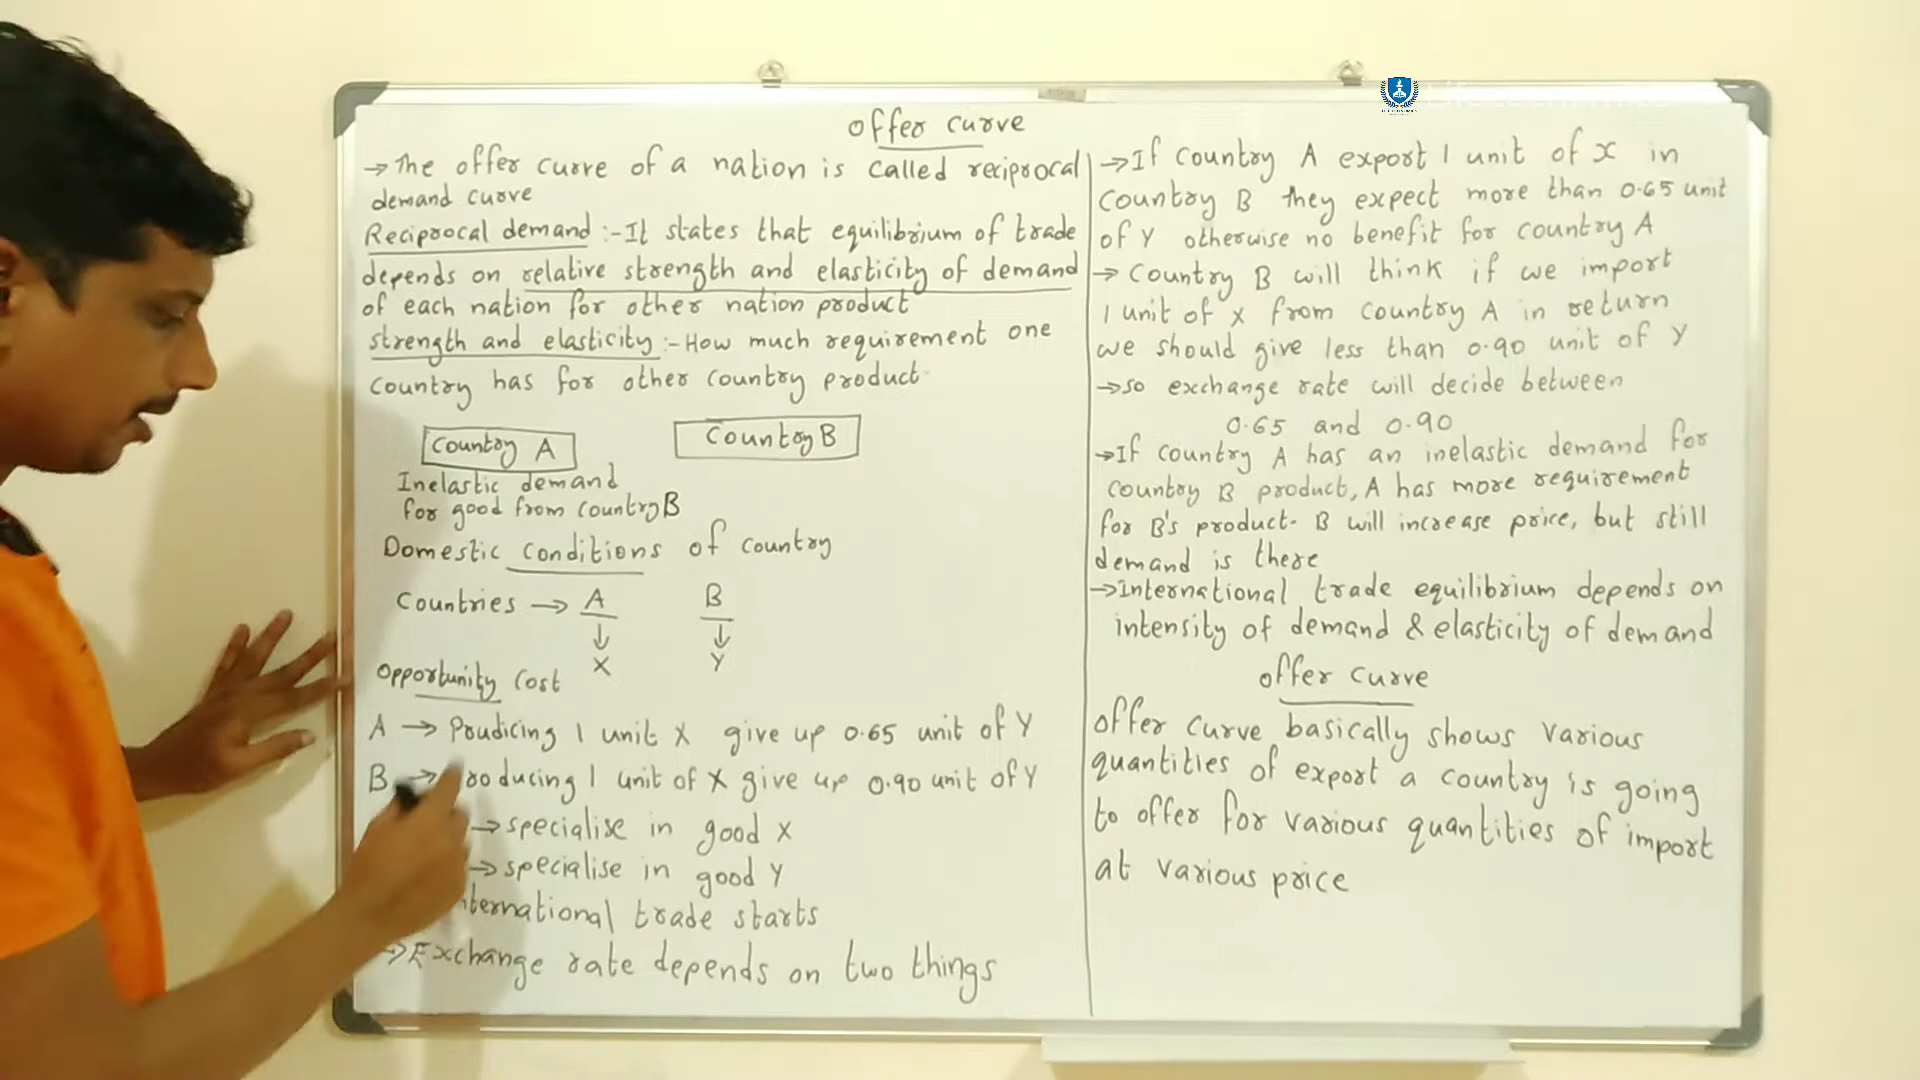 Offer curve
→The offer curve of a nation is called reciprocal
demand curve
Reciprocal demand :-It states that equilibrium of trade
depends on relative strength and elasticity of demand
of each nation for other nation product
strength and elasticity :- How much requirement one
country has for other country product
Country A
Country B
Inelastic demand
for good from country B
Domestic conditions of country
Countries → A B
↓ ↓
X Y
Opportunity cost
A → Prudicing 1 unit X give up 0.65 unit of Y
B → roducing 1 unit of X give up 0.90 unit of Y
→specialise in good X
→specialise in good Y
nternational trade starts
→Exchange rate depends on two things
→If country A export 1 unit of x in
country B they expect more than 0.65 unit
of Y otherwise no benefit for country A
→ Country B will think if we import
1 unit of X from country A in return
we should give less than 0.90 unit of Y
→so exchange rate will decide between
0.65 and 0.90
→If country A has an inelastic demand for
country B product, A has more requirement
for B's product. B will increase price, but still
demand is there
→International trade equilibrium depends on
intensity of demand & elasticity of demand
offer curve
offer curve basically shows various
quantities of export a country is going
to offer for various quantities of import
at various price